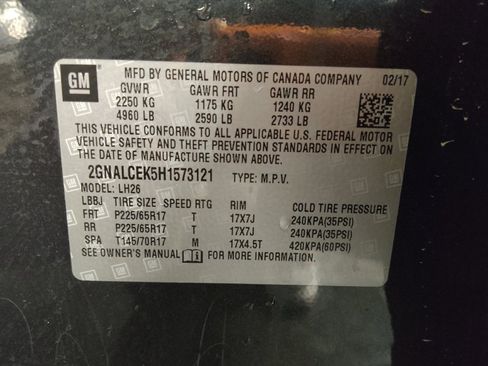 GM
MFD BY GENERAL MOTORS OF CANADA COMPANY 02/17
GVWR GAWR FRT GAWR RR
2250 KG 1175 KG 1240 KG
4960 LB 2590 LB 2733 LB
THIS VEHICLE CONFORMS TO ALL APPLICABLE U.S. FEDERAL MOTOR
VEHICLE SAFETY AND THEFT PREVENTION STANDARDS IN EFFECT ON
THE DATE OF MANUFACTURE SHOWN ABOVE.
2GNALCEK5H1573121 TYPE: M.P.V.
MODEL: LH26
LBBJ TIRE SIZE SPEED RTG RIM COLD TIRE PRESSURE
FRT P225/65R17 T 17X7J 240KPA(35PSI)
RR P225/65R17 T 17X7J 240KPA(35PSI)
SPA T145/70R17 M 17X4.5T 420KPA(60PSI)
SEE OWNER'S MANUAL FOR MORE INFORMATION.